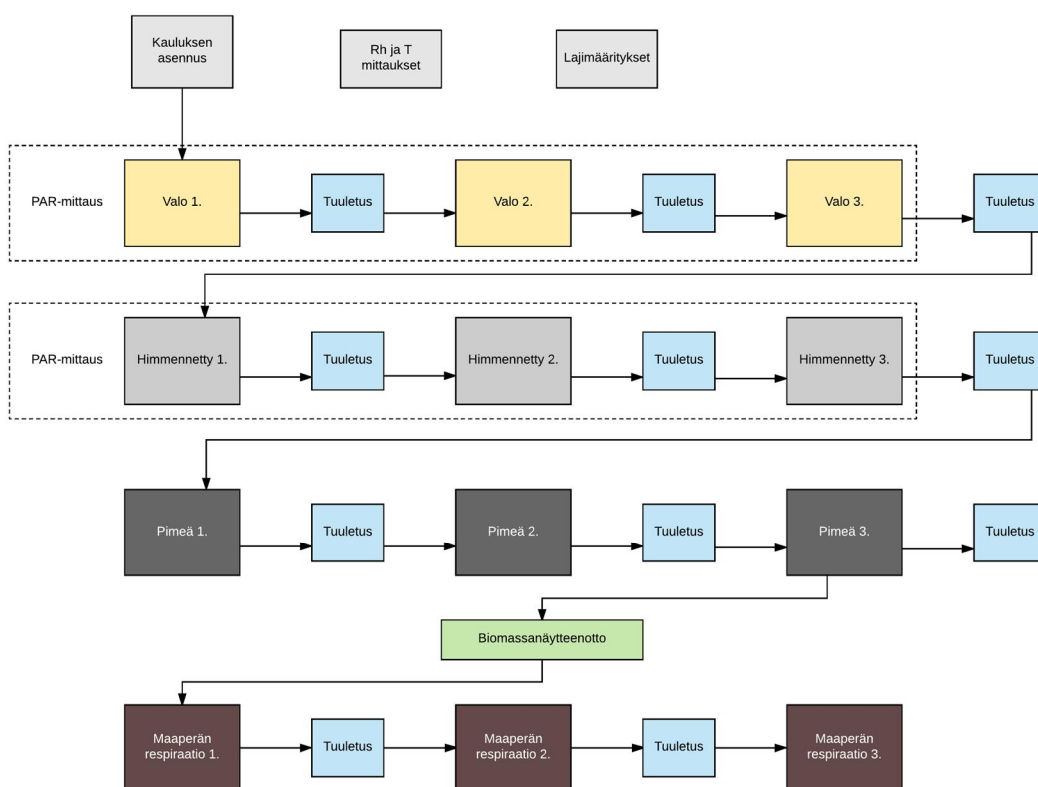 Kauluksen
asennus
Rh ja T
mittaukset
Lajimääritykset
PAR-mittaus
Valo 1.
Tuuletus
Valo 2.
Tuuletus
Valo 3.
Tuuletus
PAR-mittaus
Himmennetty 1.
Tuuletus
Himmennetty 2.
Tuuletus
Himmennetty 3.
Tuuletus
Pimeä 1.
Tuuletus
Pimeä 2.
Tuuletus
Pimeä 3.
Tuuletus
Biomassanäytteenotto
Maaperän
respiraatio 1.
Tuuletus
Maaperän
respiraatio 2.
Tuuletus
Maaperän
respiraatio 3.